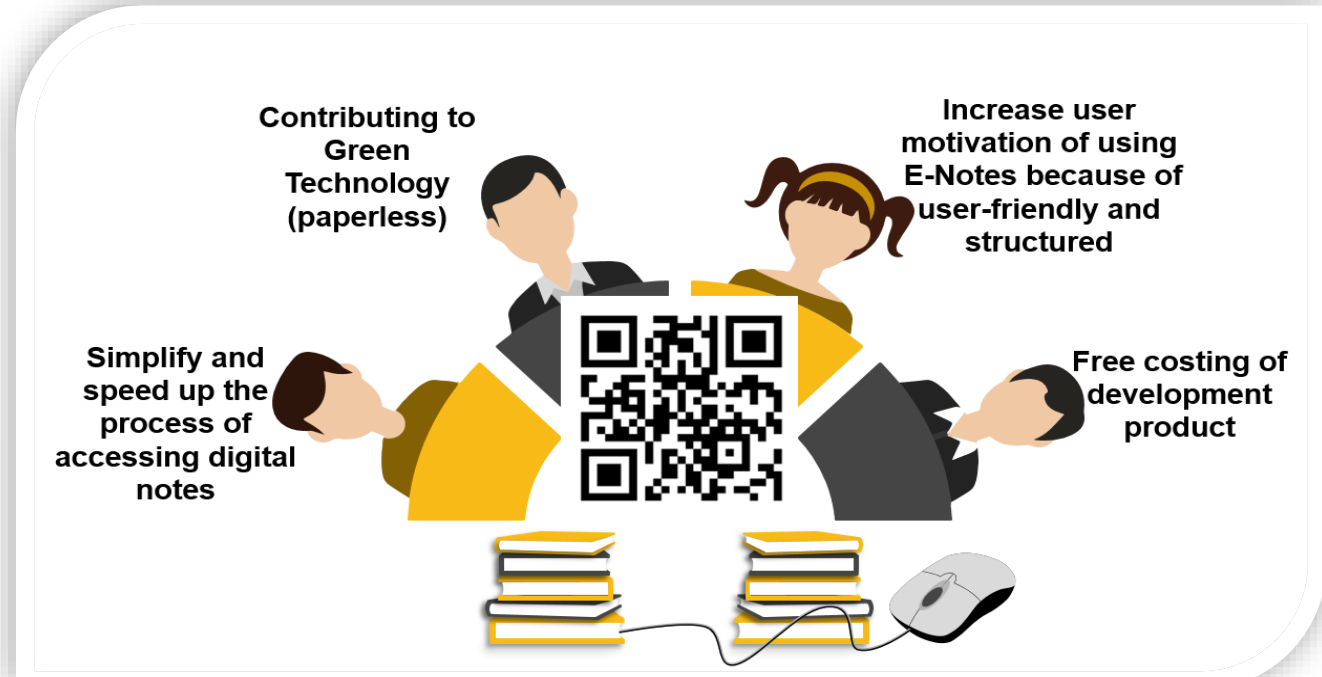 Contributing to
Green
Technology
(paperless)
Increase user
motivation of using
E-Notes because of
user-friendly and
structured
Simplify and
speed up the
process of
accessing digital
notes
Free costing of
development
product